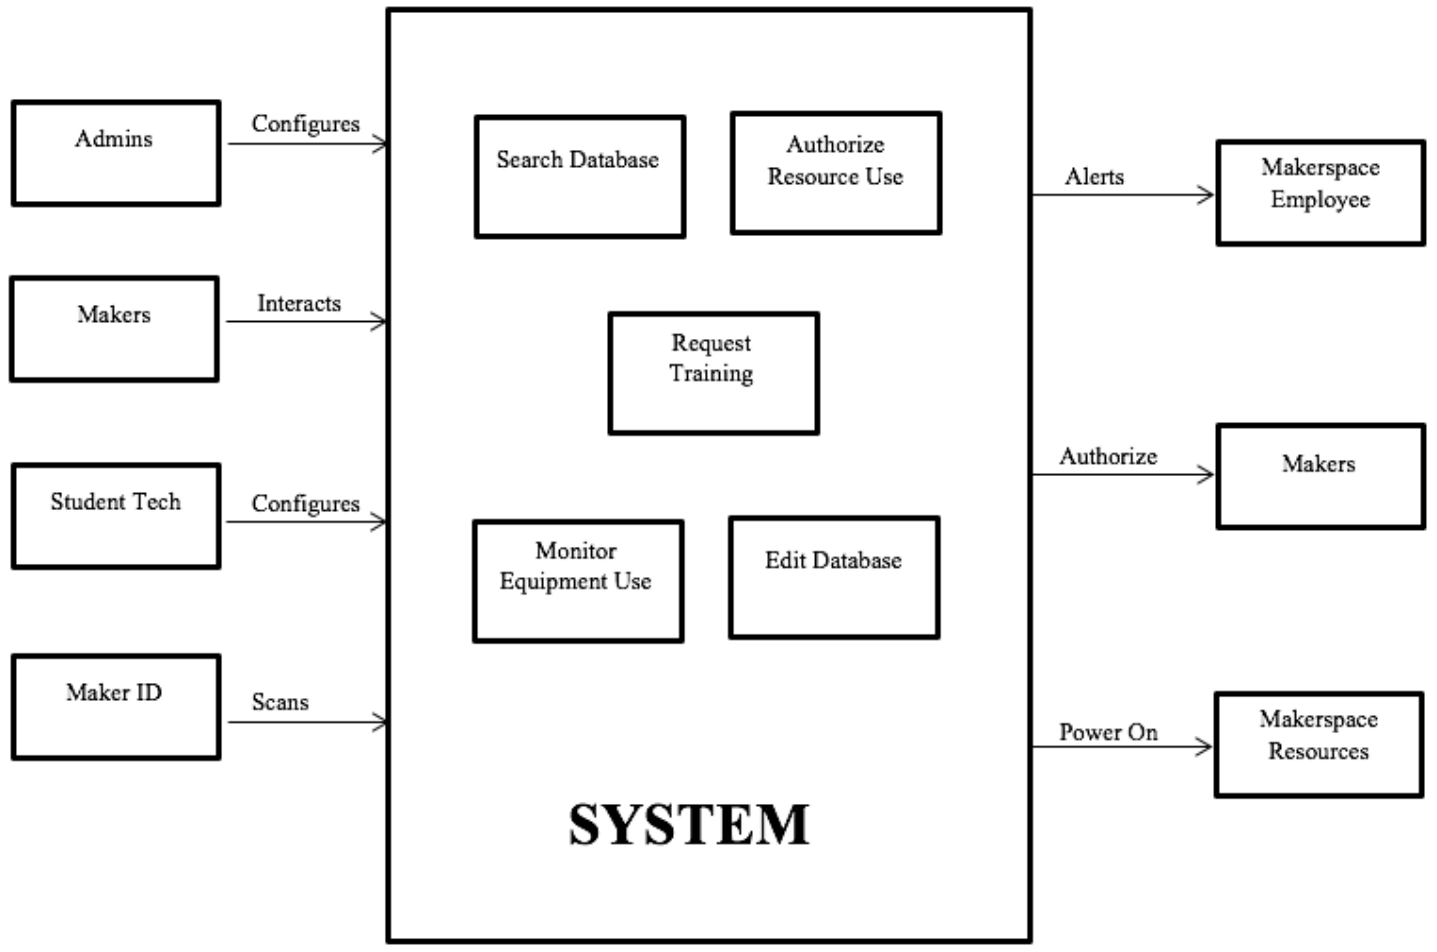 Admins
Configures
Makers
Interacts
Student Tech
Configures
Maker ID
Scans
Search Database
Authorize
Resource Use
Request
Training
Monitor
Equipment Use
Edit Database
SYSTEM
Alerts
Makerspace
Employee
Authorize
Makers
Power On
Makerspace
Resources